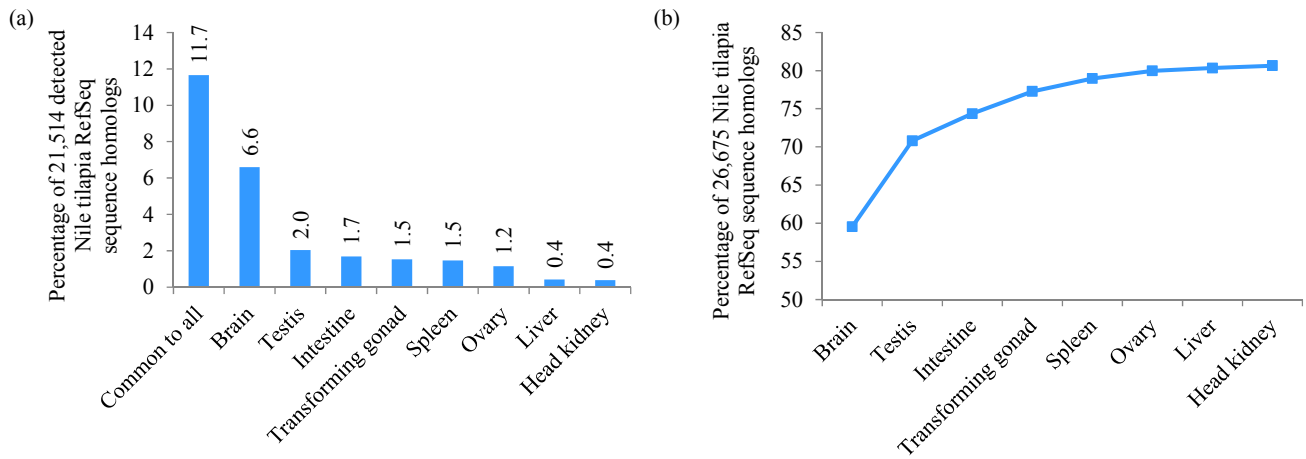 (a)
Percentage of 21,514 detected
Nile tilapia RefSeq
sequence homologs
14
12
10
8
6
4
2
0
11.7
6.6
2.0
1.7
1.5
1.5
1.2
0.4
0.4
Common to all
Brain
Testis
Intestine
Transforming gonad
Spleen
Ovary
Liver
Head kidney
(b)
Percentage of 26,675 Nile tilapia
RefSeq sequence homologs
85
80
75
70
65
60
55
50
Brain
Testis
Intestine
Transforming gonad
Spleen
Ovary
Liver
Head kidney